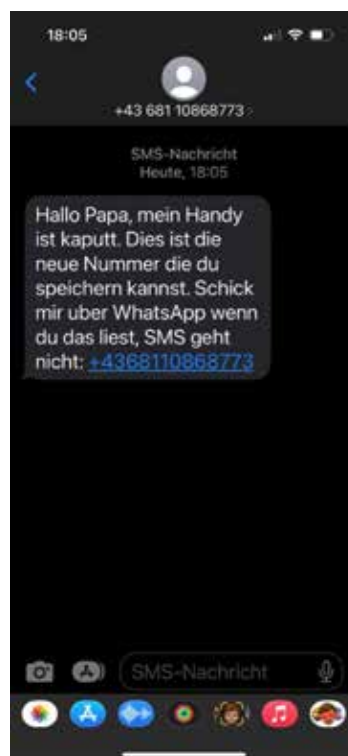 18:05
+43 681 10868773
SMS-Nachricht
Heute, 18:05
Hallo Papa, mein Handy
ist kaputt. Dies ist die
neue Nummer die du
speichern kannst. Schick
mir uber WhatsApp wenn
du das liest, SMS geht
nicht: +4368110868773
SMS-Nachricht